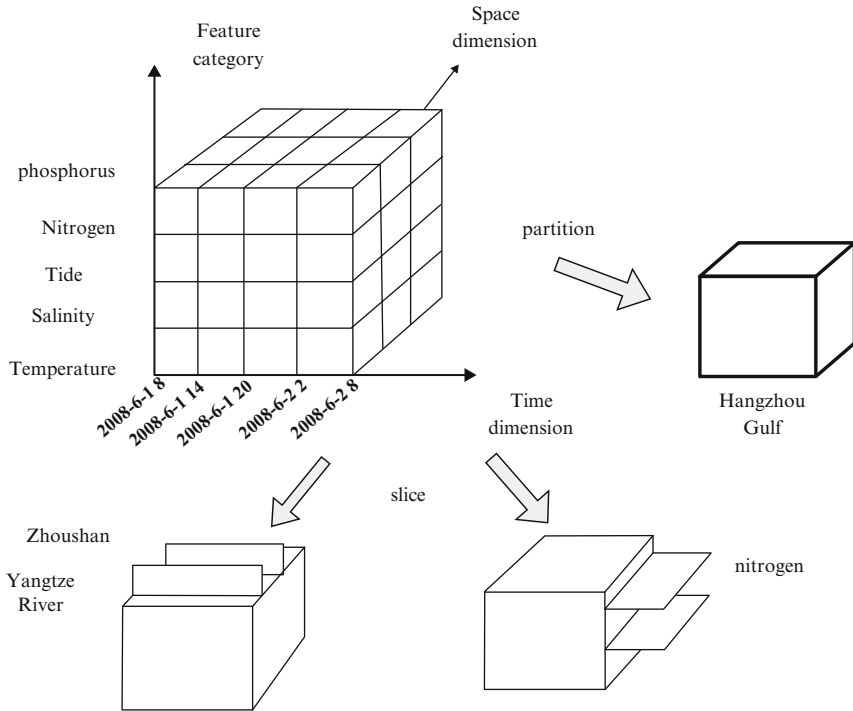 Feature
category
Space
dimension
phosphorus
Nitrogen
Tide
Salinity
Temperature
2008-6-1 8
2008-6-1 14
2008-6-1 20
2008-6-2 2
2008-6-2 8
Time
dimension
partition
Hangzhou
Gulf
slice
Zhoushan
Yangtze
River
nitrogen